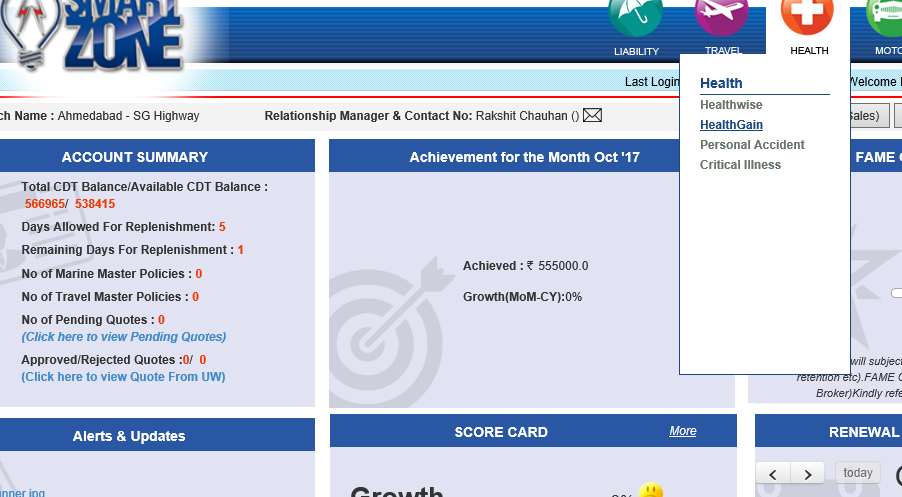 SMART
ZONE
LIABILITY
TRAVEL
HEALTH
MOTO
Last Login
Welcome
ch Name : Ahmedabad - SG Highway
Relationship Manager & Contact No: Rakshit Chauhan ()
Sales)
Health
Healthwise
HealthGain
Personal Accident
Critical Illness
ACCOUNT SUMMARY
Total CDT Balance/Available CDT Balance :
566965/ 538415
Days Allowed For Replenishment: 5
Remaining Days For Replenishment : 1
No of Marine Master Policies : 0
No of Travel Master Policies : 0
No of Pending Quotes : 0
(Click here to view Pending Quotes)
Approved/Rejected Quotes :0/ 0
(Click here to view Quote From UW)
Achievement for the Month Oct '17
Achieved : ₹ 555000.0
Growth(MoM-CY):0%
FAME
will subject
retention etc).FAME
Broker)Kindly refe
Alerts & Updates
nner.jpg
SCORE CARD
More
Growth
0%
RENEWAL
today